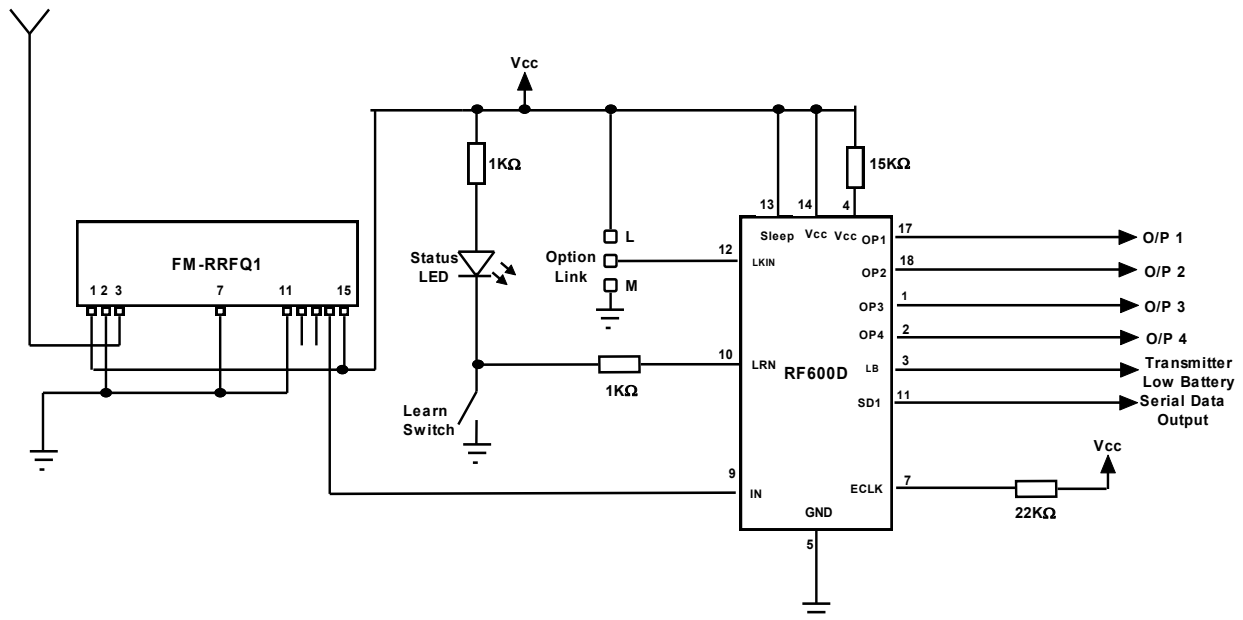 Vcc
1KΩ
15KΩ
13
14
4
Sleep
Vcc
Vcc
OP1
17
O/P 1
FM-RRFQ1
1 2 3
7
11
15
Status
LED
Option
Link
L
M
12
LKIN
OP2
18
O/P 2
OP3
1
O/P 3
OP4
2
O/P 4
10
LRN
RF600D
LB
3
Transmitter
Low Battery
1KΩ
SD1
11
Serial Data
Output
Learn
Switch
Vcc
9
IN
ECLK
7
22KΩ
GND
5